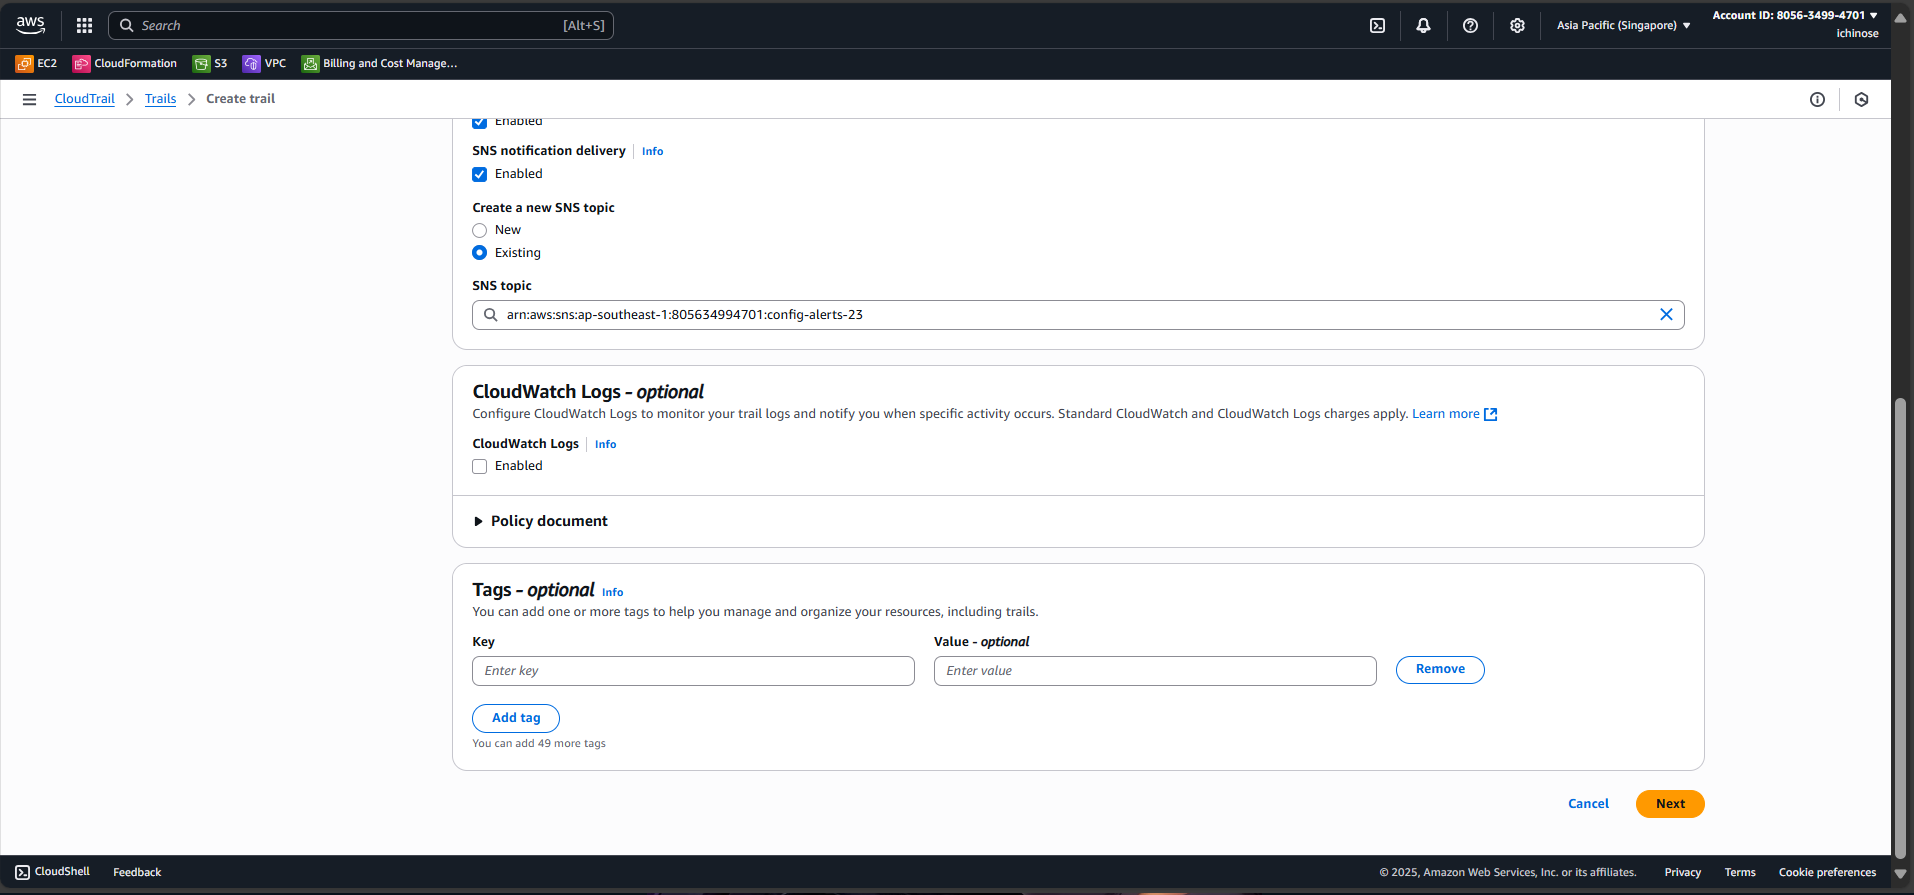 aws
Search [Alt+S]
Asia Pacific (Singapore)
Account ID: 8056-3499-4701
ichinose
EC2
CloudFormation
S3
VPC
Billing and Cost Manage...
CloudTrail
Trails
Create trail
Enabled
SNS notification delivery
Info
Enabled
Create a new SNS topic
New
Existing
SNS topic
arn:aws:sns:ap-southeast-1:805634994701:config-alerts-23
CloudWatch Logs - optional
Configure CloudWatch Logs to monitor your trail logs and notify you when specific activity occurs. Standard CloudWatch and CloudWatch Logs charges apply. Learn more
CloudWatch Logs
Info
Enabled
Policy document
Tags - optional Info
You can add one or more tags to help you manage and organize your resources, including trails.
Key
Value - optional
Enter key
Enter value
Remove
Add tag
You can add 49 more tags
Cancel
Next
CloudShell
Feedback
© 2025, Amazon Web Services, Inc. or its affiliates.
Privacy
Terms
Cookie preferences